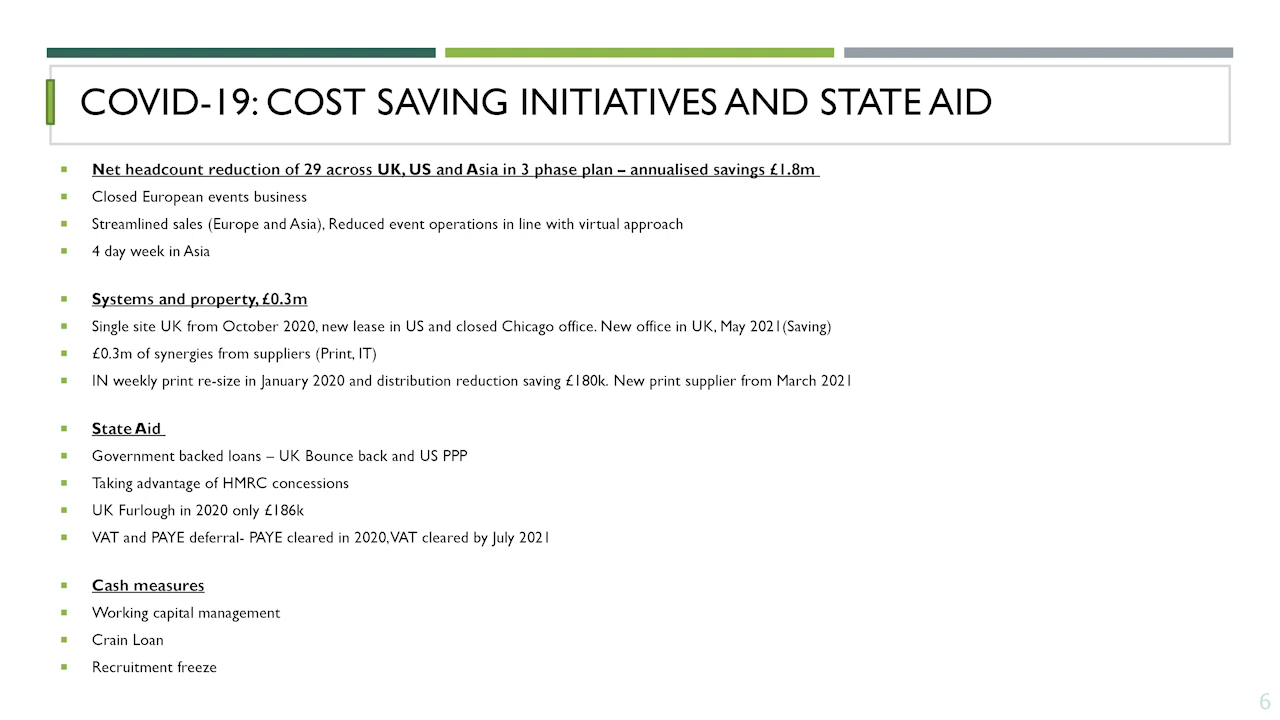 COVID-19: COST SAVING INITIATIVES AND STATE AID
Net headcount reduction of 29 across UK, US and Asia in 3 phase plan – annualised savings £1.8m
Closed European events business
Streamlined sales (Europe and Asia), Reduced event operations in line with virtual approach
4 day week in Asia
Systems and property, £0.3m
Single site UK from October 2020, new lease in US and closed Chicago office. New office in UK, May 2021(Saving)
£0.3m of synergies from suppliers (Print, IT)
IN weekly print re-size in January 2020 and distribution reduction saving £180k. New print supplier from March 2021
State Aid
Government backed loans – UK Bounce back and US PPP
Taking advantage of HMRC concessions
UK Furlough in 2020 only £186k
VAT and PAYE deferral- PAYE cleared in 2020, VAT cleared by July 2021
Cash measures
Working capital management
Crain Loan
Recruitment freeze
6